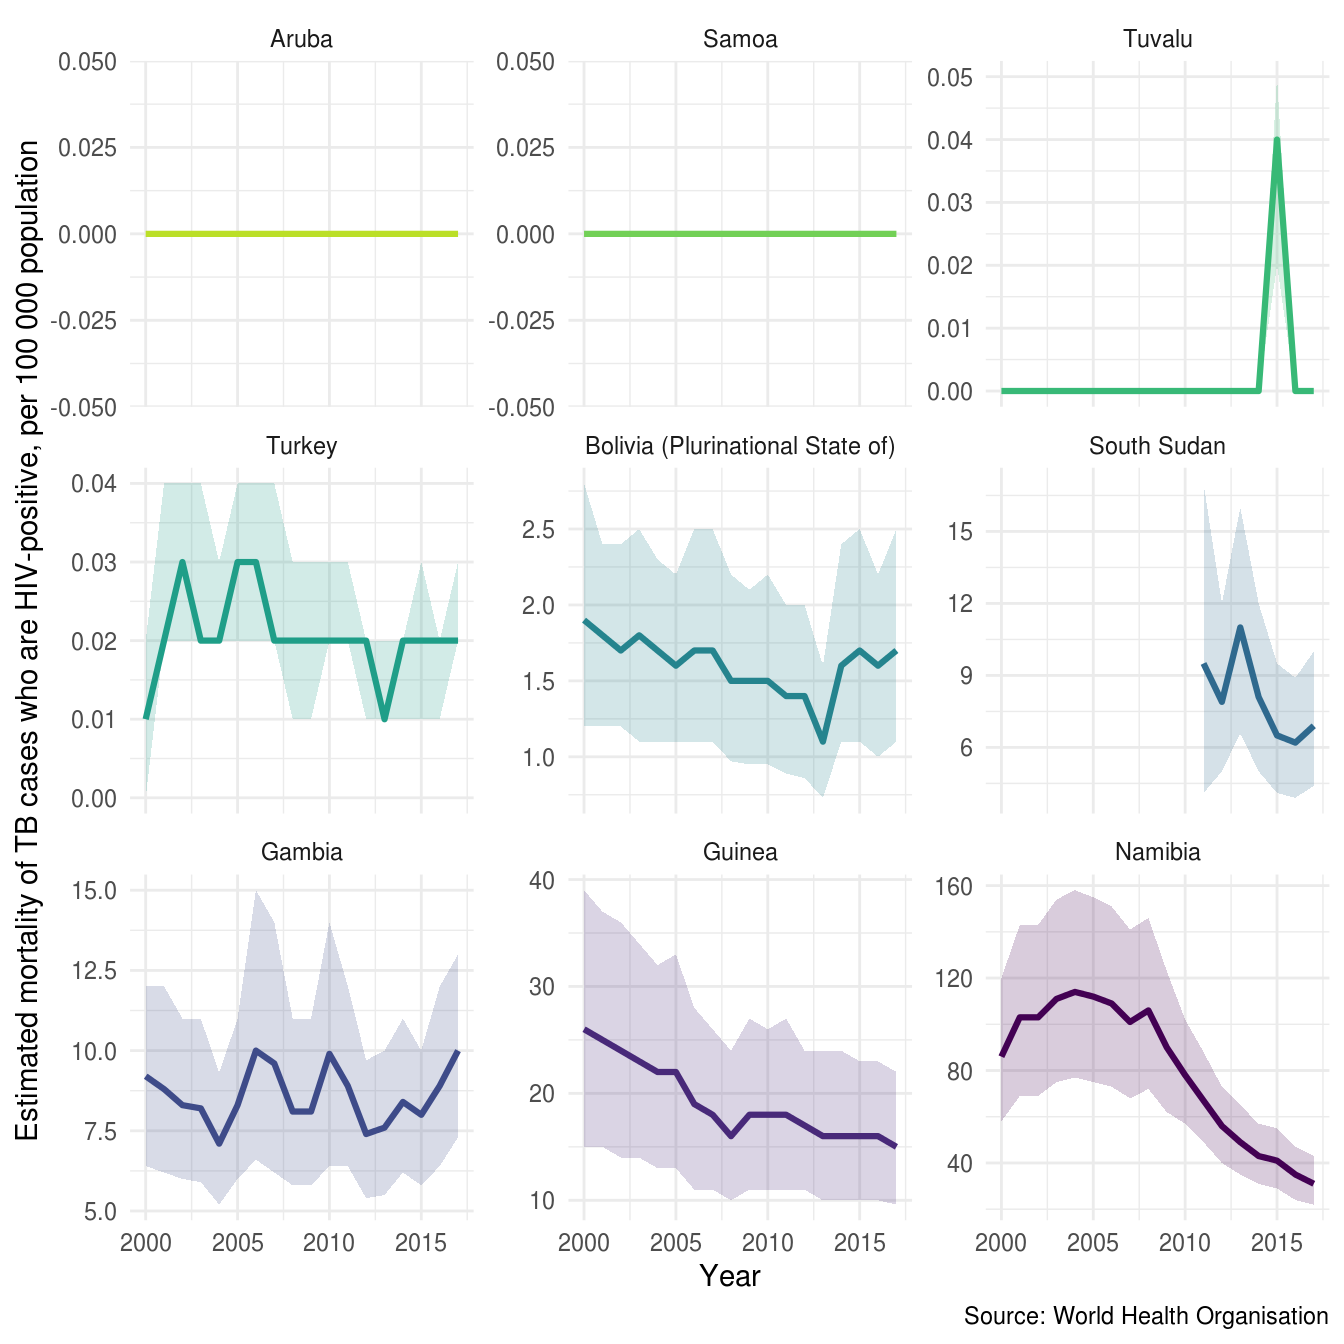 Aruba
Samoa
Tuvalu
0.050
0.025
0.000
-0.025
-0.050
0.050
0.025
0.000
-0.025
-0.050
0.05
0.04
0.03
0.02
0.01
0.00
Turkey
Bolivia (Plurinational State of)
South Sudan
0.04
0.03
0.02
0.01
0.00
2.5
2.0
1.5
1.0
15
12
9
6
Gambia
Guinea
Namibia
15.0
12.5
10.0
7.5
5.0
40
30
20
10
160
120
80
40
2000 2005 2010 2015
2000 2005 2010 2015
2000 2005 2010 2015
Estimated mortality of TB cases who are HIV-positive, per 100 000 population
Year
Source: World Health Organisation